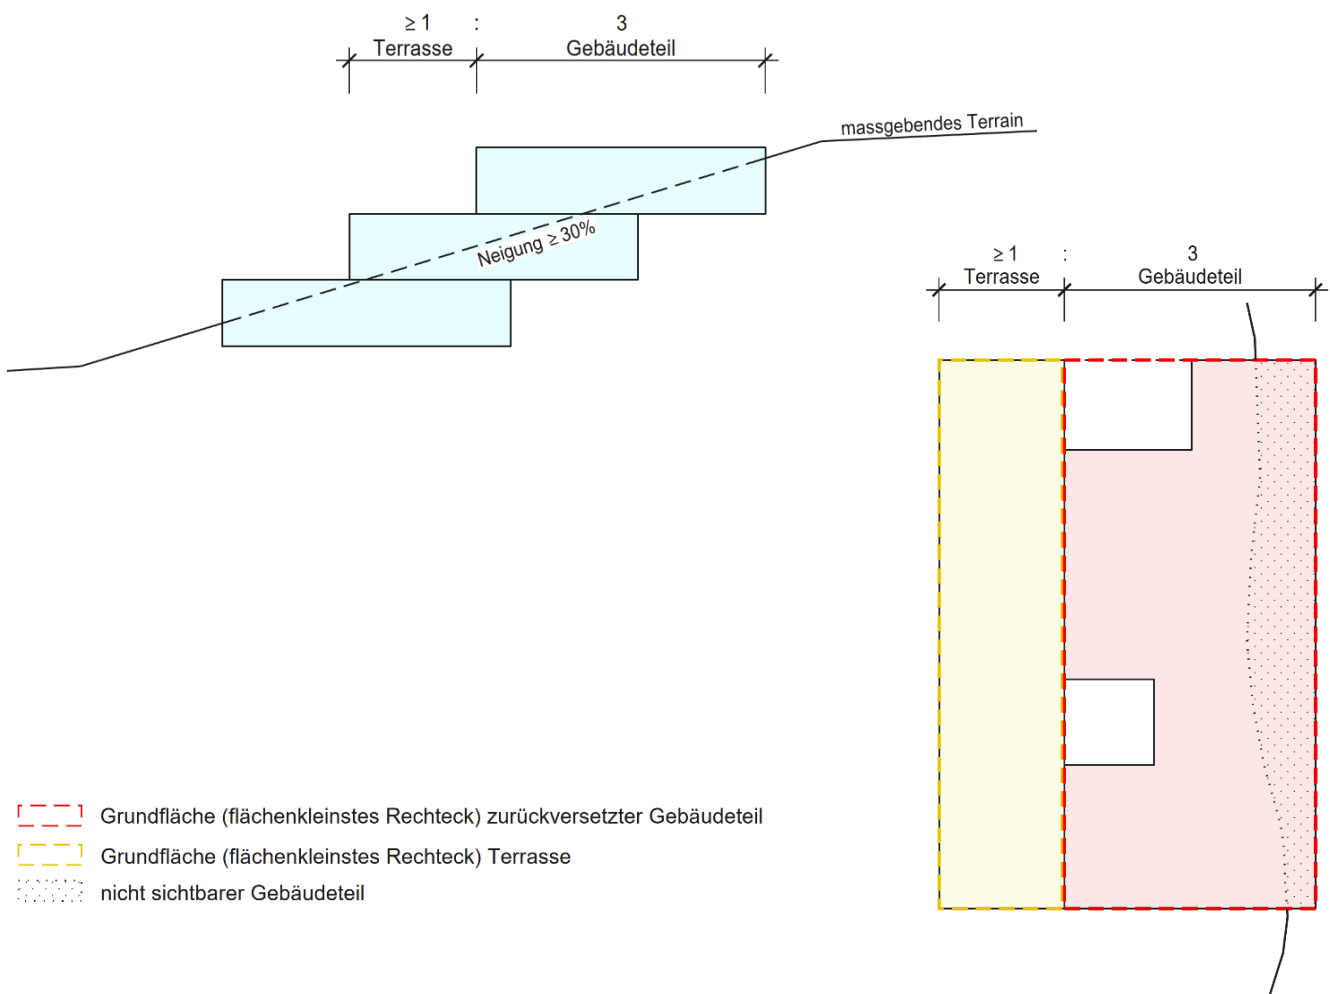 ≥ 1 : 3
Terrasse Gebäudeteil
massgebendes Terrain
Neigung ≥ 30%
≥ 1 : 3
Terrasse Gebäudeteil
Grundfläche (flächenkleinstes Rechteck) zurückversetzter Gebäudeteil
Grundfläche (flächenkleinstes Rechteck) Terrasse
nicht sichtbarer Gebäudeteil